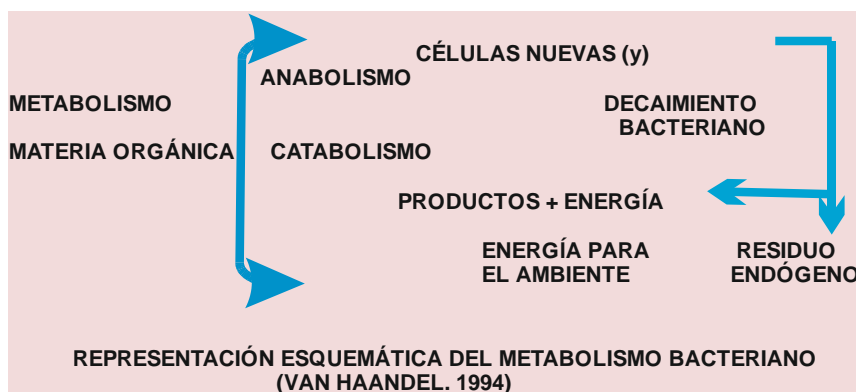 CÉLULAS NUEVAS (y)
ANABOLISMO
METABOLISMO
DECAIMIENTO
BACTERIANO
MATERIA ORGÁNICA
CATABOLISMO
PRODUCTOS + ENERGÍA
ENERGÍA PARA
EL AMBIENTE
RESIDUO
ENDÓGENO
REPRESENTACIÓN ESQUEMÁTICA DEL METABOLISMO BACTERIANO
(VAN HAANDEL. 1994)